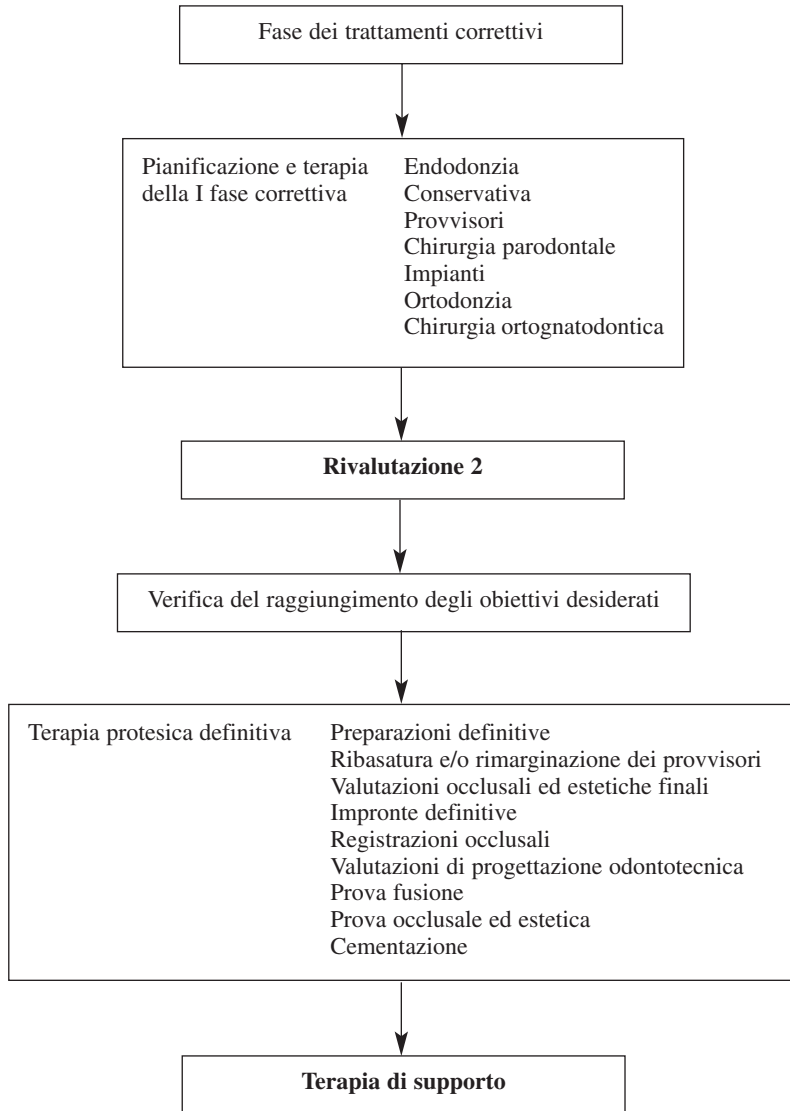 Fase dei trattamenti correttivi
Pianificazione e terapia
della I fase correttiva
Endodonzia
Conservativa
Provvisori
Chirurgia parodontale
Impianti
Ortodonzia
Chirurgia ortognatodontica
Rivalutazione 2
Verifica del raggiungimento degli obiettivi desiderati
Terapia protesica definitiva
Preparazioni definitive
Ribasatura e/o rimarginazione dei provvisori
Valutazioni occlusali ed estetiche finali
Impronte definitive
Registrazioni occlusali
Valutazioni di progettazione odontotecnica
Prova fusione
Prova occlusale ed estetica
Cementazione
Terapia di supporto